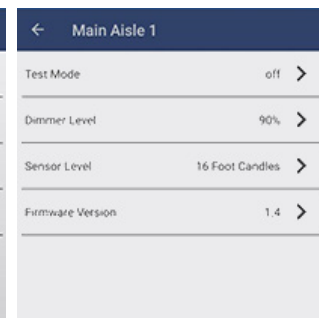 Main Aisle 1
Test Mode off
Dimmer Level 90%
Sensor Level 16 Foot Candles
Firmware Version 1.4